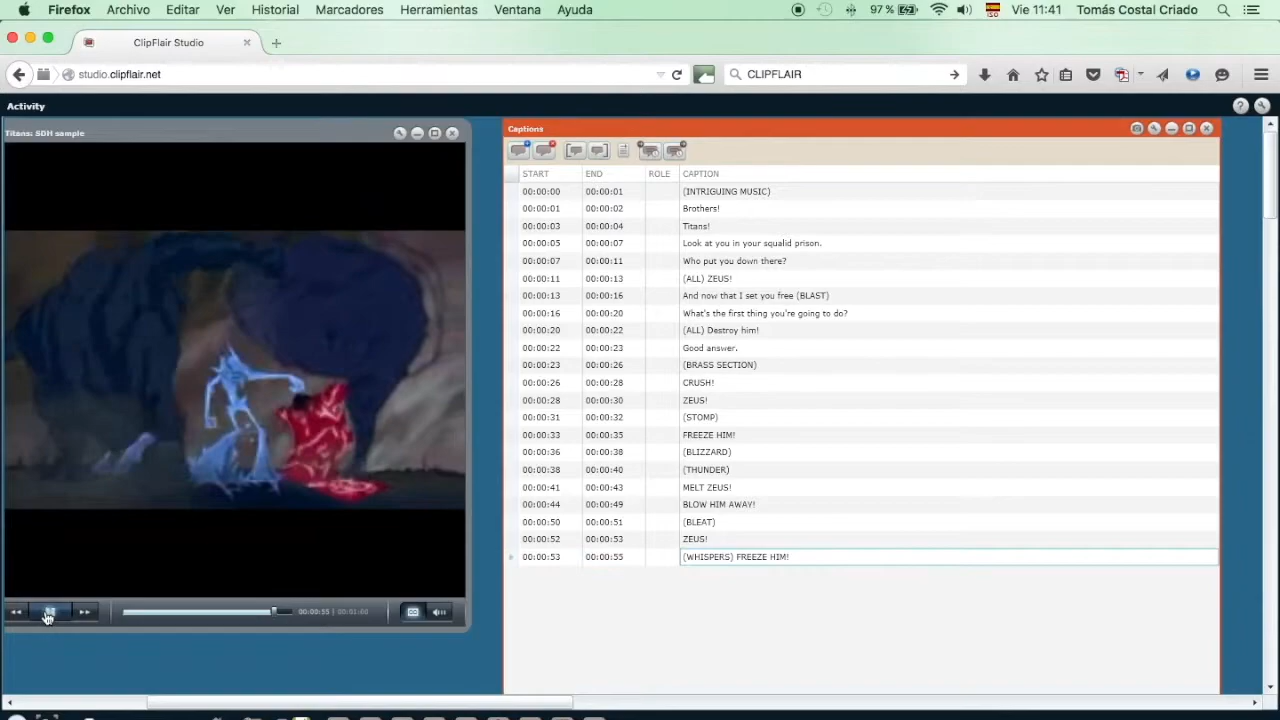 Firefox Archivo Editar Ver Historial Marcadores Herramientas Ventana Ayuda 97 % ISO Vie 11:41 Tomás Costal Criado
ClipFlair Studio
studio.clipflair.net CLIPFLAIR
Activity
Titans: SDH sample
Captions
START END ROLE CAPTION
00:00:00 00:00:01 (INTRIGUING MUSIC)
00:00:01 00:00:02 Brothers!
00:00:03 00:00:04 Titans!
00:00:05 00:00:07 Look at you in your squalid prison.
00:00:07 00:00:11 Who put you down there?
00:00:11 00:00:13 (ALL) ZEUS!
00:00:13 00:00:16 And now that I set you free (BLAST)
00:00:16 00:00:20 What's the first thing you're going to do?
00:00:20 00:00:22 (ALL) Destroy him!
00:00:22 00:00:23 Good answer.
00:00:23 00:00:26 (BRASS SECTION)
00:00:26 00:00:28 CRUSH!
00:00:28 00:00:30 ZEUS!
00:00:31 00:00:32 (STOMP)
00:00:33 00:00:35 FREEZE HIM!
00:00:36 00:00:38 (BLIZZARD)
00:00:38 00:00:40 (THUNDER)
00:00:41 00:00:43 MELT ZEUS!
00:00:44 00:00:49 BLOW HIM AWAY!
00:00:50 00:00:51 (BLEAT)
00:00:52 00:00:53 ZEUS!
00:00:53 00:00:55 (WHISPERS) FREEZE HIM!